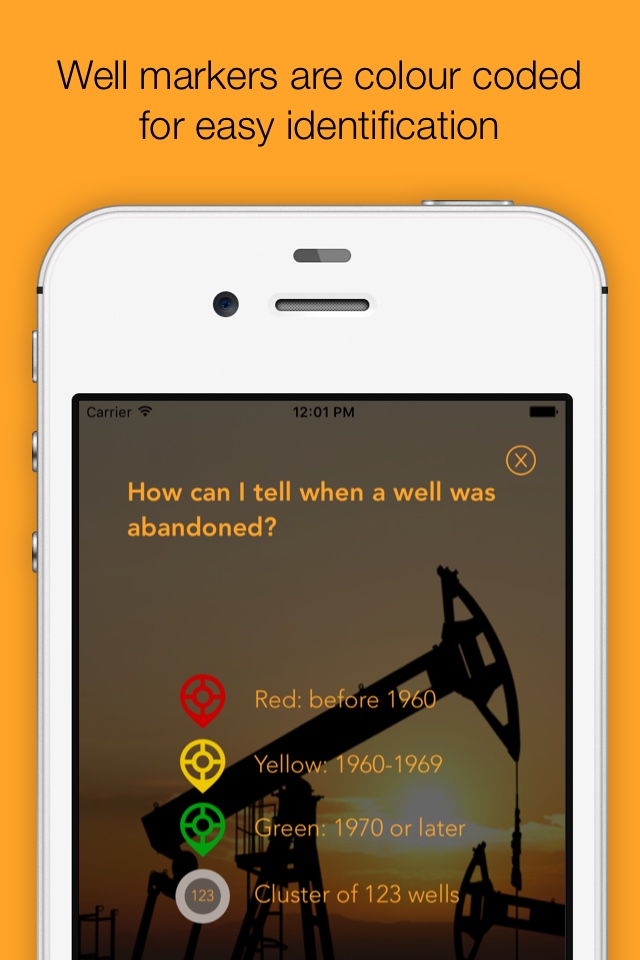 Well markers are colour coded
for easy identification
Carrier 12:01 PM
How can I tell when a well was
abandoned?
Red: before 1960
Yellow: 1960-1969
Green: 1970 or later
123 Cluster of 123 wells